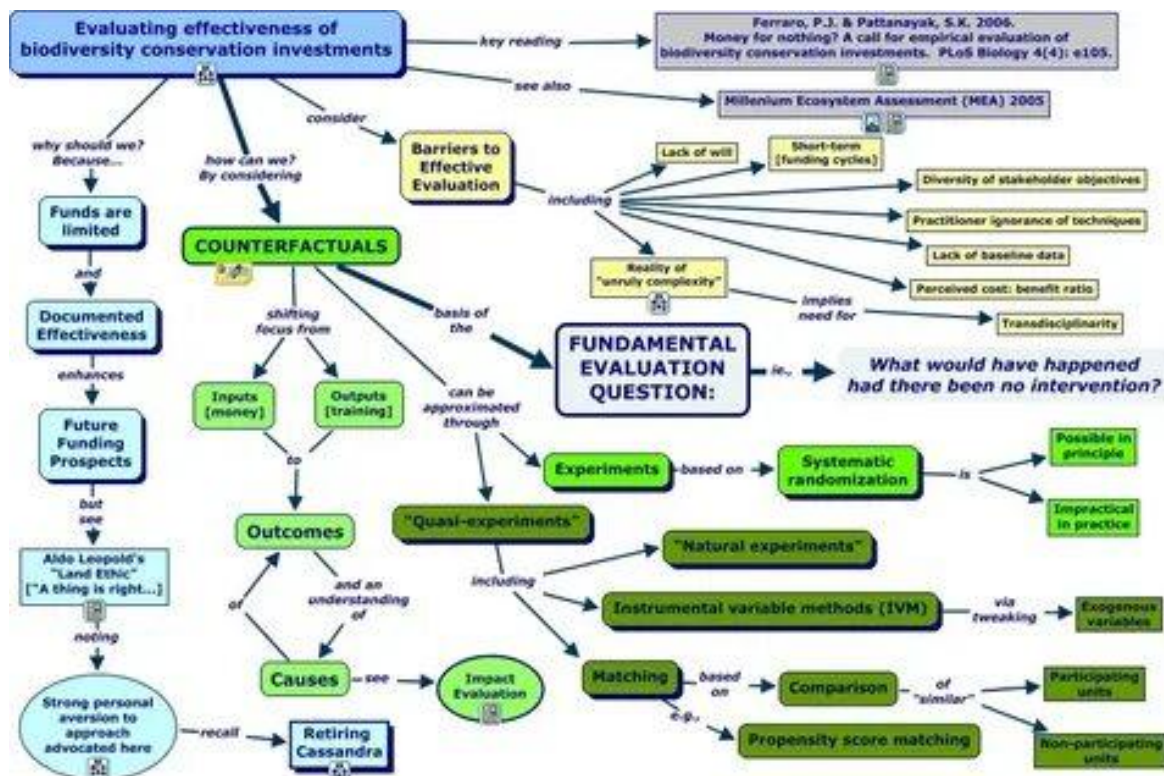 Evaluating effectiveness of
biodiversity conservation investments
key reading
Ferraro, P.J. & Pattanayak, S.K. 2006.
Money for nothing? A call for empirical evaluation of
biodiversity conservation investments. PLoS Biology 4(4): e105.
see also
Millenium Ecosystem Assessment (MEA) 2005
consider
Barriers to
Effective
Evaluation
including
Lack of will
Short-term
[funding cycles]
Diversity of stakeholder objectives
Practitioner ignorance of techniques
Lack of baseline data
Perceived cost: benefit ratio
Reality of
"unruly complexity"
implies
need for
Transdisciplinarity
why should we?
Because...
Funds are
limited
and
Documented
Effectiveness
enhances
Future
Funding
Prospects
but
see
Aldo Leopold's
"Land Ethic"
["A thing is right...]
noting
Strong personal
aversion to
approach
advocated here
recall
Retiring
Cassandra
how can we?
By considering
COUNTERFACTUALS
basis of
the
FUNDAMENTAL
EVALUATION
QUESTION:
ie.,
What would have happened
had there been no intervention?
shifting
focus from
Inputs
[money]
Outputs
[training]
to
Outcomes
and an
understanding
of
Causes
of
see
Impact
Evaluation
can be
approximated
through
Experiments
based on
Systematic
randomization
is
Possible in
principle
Impractical
in practice
"Quasi-experiments"
including
"Natural experiments"
Instrumental variable methods (IVM)
via
tweaking
Exogenous
variables
Matching
based
on
Comparison
of
"similar"
Participating
units
Non-participating
units
e.g.,
Propensity score matching